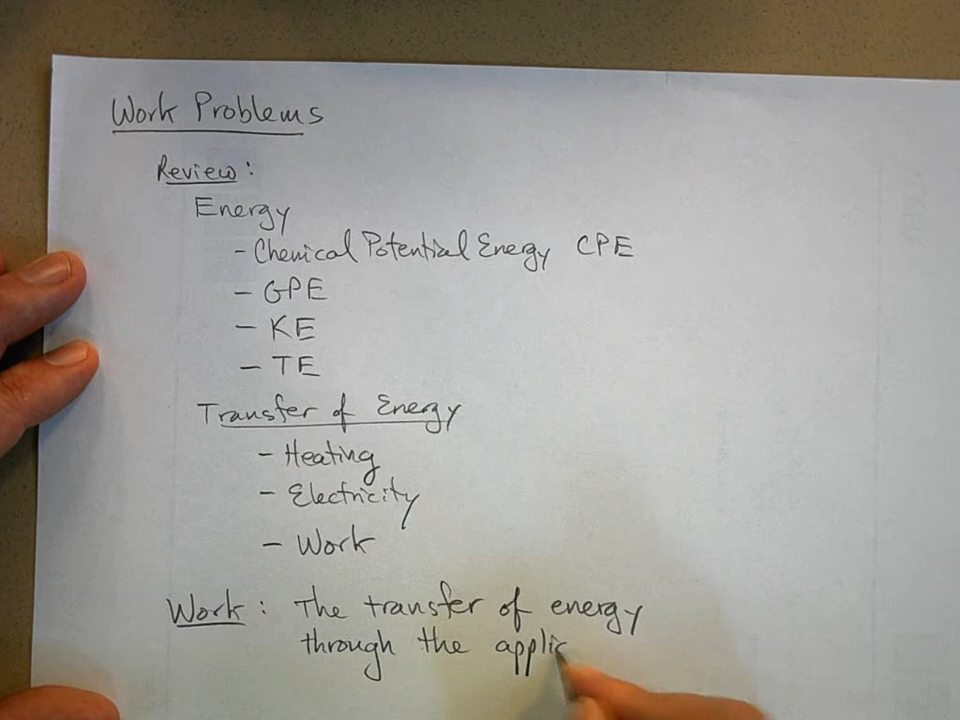 Work Problems
Review:
Energy
- Chemical Potential Energy CPE
- GPE
- KE
- TE
Transfer of Energy
- Heating
- Electricity
- Work
Work: The transfer of energy
through the applic